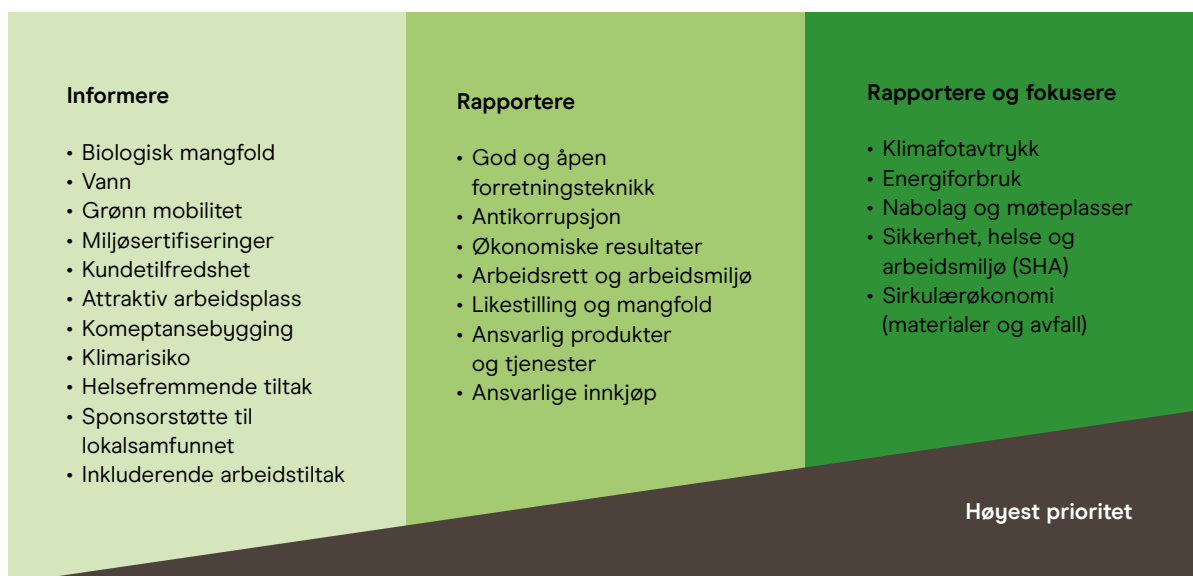 Informere
• Biologisk mangfold
• Vann
• Grønn mobilitet
• Miljøsertifiseringer
• Kundetilfredshet
• Attraktiv arbeidsplass
• Komeptansebygging
• Klimarisiko
• Helsefremmende tiltak
• Sponsorstøtte til
lokalsamfunnet
• Inkluderende arbeidstiltak
Rapportere
• God og åpen
forretningsteknikk
• Antikorrupsjon
• Økonomiske resultater
• Arbeidsrett og arbeidsmiljø
• Likestilling og mangfold
• Ansvarlig produkter
og tjenester
• Ansvarlige innkjøp
Rapportere og fokusere
• Klimafotavtrykk
• Energiforbruk
• Nabolag og møteplasser
• Sikkerhet, helse og
arbeidsmiljø (SHA)
• Sirkulærøkonomi
(materialer og avfall)
Høyest prioritet